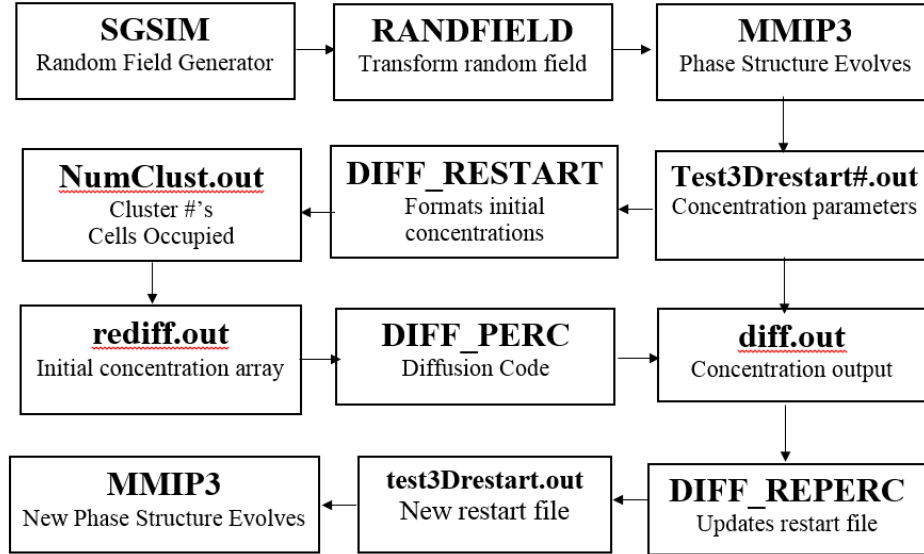 SGSIM
Random Field Generator
RANDFIELD
Transform random field
MMIP3
Phase Structure Evolves
Test3Drestart#.out
Concentration parameters
DIFF_RESTART
Formats initial
concentrations
NumClust.out
Cluster #’s
Cells Occupied
rediff.out
Initial concentration array
DIFF_PERC
Diffusion Code
diff.out
Concentration output
DIFF_REPERC
Updates restart file
test3Drestart.out
New restart file
MMIP3
New Phase Structure Evolves